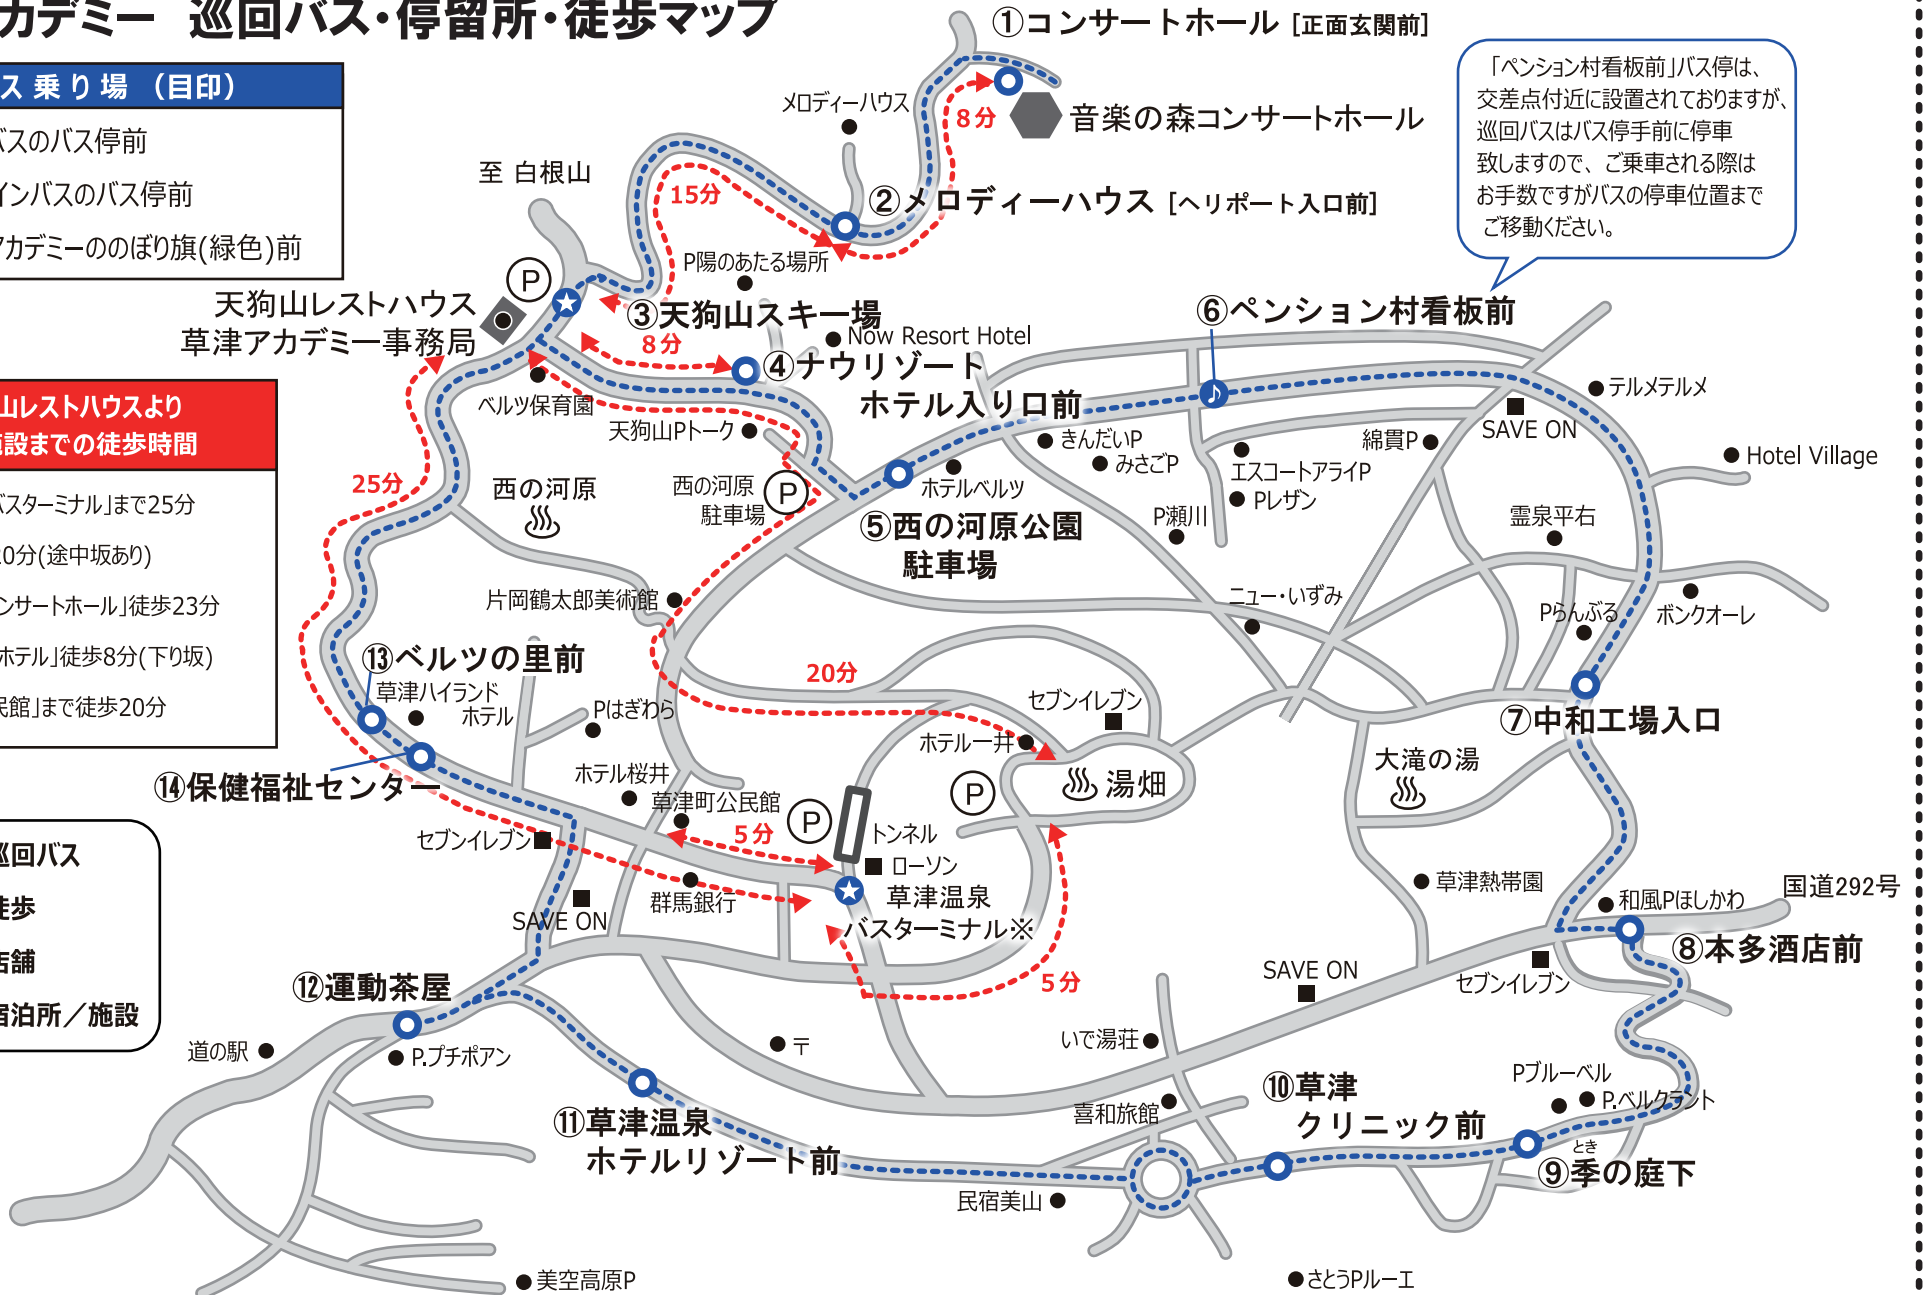 カデミー 巡回バス・停留所・徒歩マップ
ス 乗 り 場 （目印）
バスのバス停前
インバスのバス停前
アカデミーののぼり旗(緑色)前
山レストハウスより
施設までの徒歩時間
バスターミナル」まで25分
20分(途中坂あり)
ンサートホール」徒歩23分
ホテル」徒歩8分(下り坂)
民館」まで徒歩20分
巡回バス
徒歩
店舗
宿泊所／施設
①コンサートホール [正面玄関前]
音楽の森コンサートホール
8分
メロディーハウス
②メロディーハウス [ヘリポート入口前]
「ペンション村看板前」バス停は、
交差点付近に設置されておりますが、
巡回バスはバス停手前に停車
致しますので、ご乗車される際は
お手数ですがバスの停車位置まで
ご移動ください。
至 白根山
15分
P陽のあたる場所
P
天狗山レストハウス
草津アカデミー事務局
③天狗山スキー場
8分
Now Resort Hotel
④ナウリゾート
ホテル入り口前
⑥ペンション村看板前
ベルツ保育園
天狗山Pトーク
テルメテルメ
SAVE ON
綿貫P
きんだいP
みさごP
エスコートアライP
Pレザン
Hotel Village
25分
西の河原
西の河原
駐車場
P
ホテルベルツ
⑤西の河原公園
駐車場
P瀬川
霊泉平右
片岡鶴太郎美術館
ニュー・いずみ
Pらんぶる
ボンクオーレ
⑬ベルツの里前
草津ハイランド
ホテル
Pはぎわら
20分
セブンイレブン
⑦中和工場入口
ホテル一井
大滝の湯
湯畑
P
⑭保健福祉センター
ホテル桜井
草津町公民館
P
5分
トンネル
セブンイレブン
ローソン
群馬銀行
草津温泉
バスターミナル※
SAVE ON
草津熱帯園
和風Pほしかわ
国道292号
⑧本多酒店前
セブンイレブン
SAVE ON
5分
⑫運動茶屋
道の駅
P.プチポアン
〒
いで湯荘
⑪草津温泉
ホテルリゾート前
喜和旅館
⑩草津
クリニック前
Pブルーベル
P.ベルクラント
とき
⑨季の庭下
民宿美山
美空高原P
さとうPルーエ